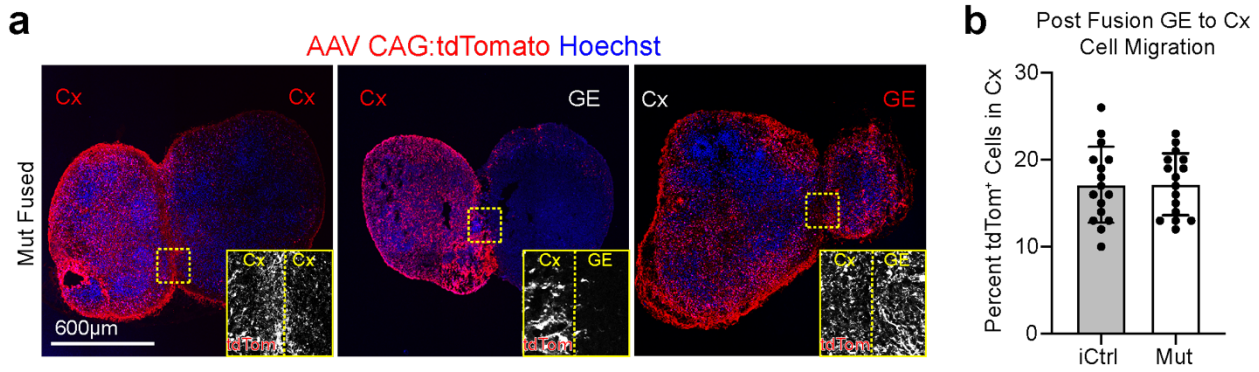 a
AAV CAG:tdTomato Hoechst
Mut Fused
Cx Cx
Cx Cx
tdTom
600µm
Cx GE
Cx GE
tdTom
Cx GE
Cx GE
tdTom
b
Post Fusion GE to Cx
Cell Migration
Percent tdTom⁺ Cells in Cx
30
20
10
0
iCtrl Mut